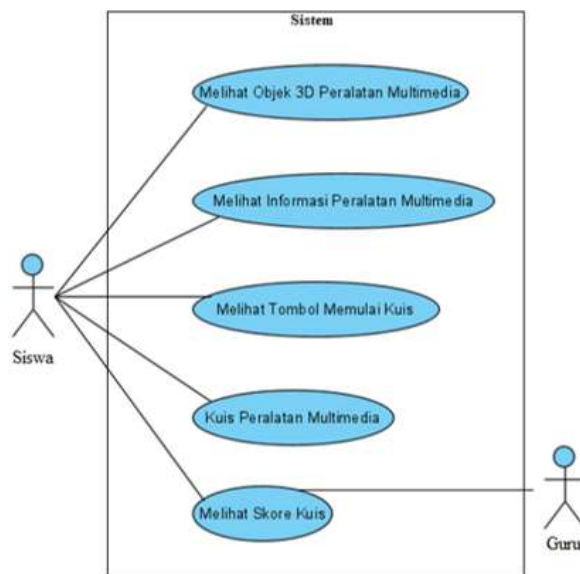 Sistem
Melihat Objek 3D Peralatan Multimedia
Melihat Informasi Peralatan Multimedia
Melihat Tombol Memulai Kuis
Siswa
Kuis Peralatan Multimedia
Melihat Skore Kuis
Guru